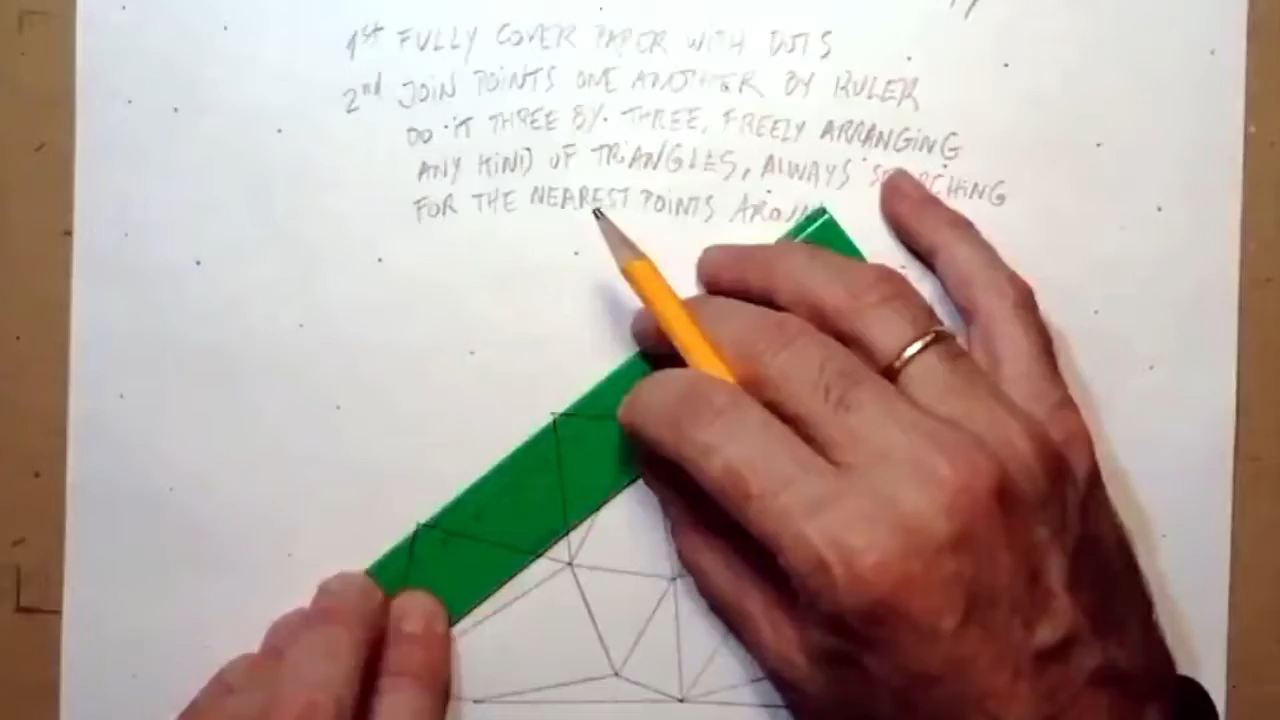 1st FULLY COVER PAPER WITH DOTS
2nd JOIN POINTS ONE ANOTHER BY RULER
DO IT THREE BY THREE, FREELY ARRANGING
ANY KIND OF TRIANGLES, ALWAYS SEARCHING
FOR THE NEAREST POINTS